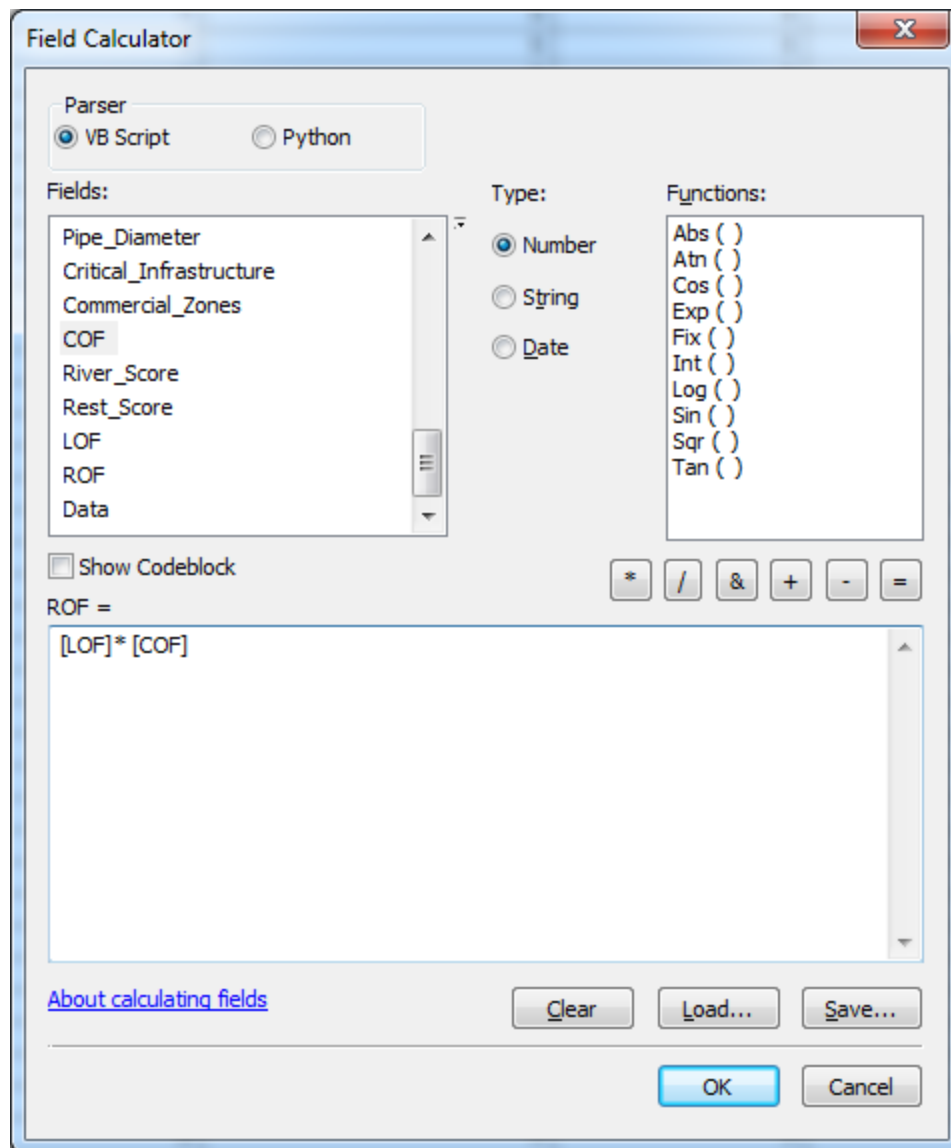 Field Calculator
Parser
VB Script
Python
Fields:
Pipe_Diameter
Critical_Infrastructure
Commercial_Zones
COF
River_Score
Rest_Score
LOF
ROF
Data
Type:
Number
String
Date
Functions:
Abs ( )
Atn ( )
Cos ( )
Exp ( )
Fix ( )
Int ( )
Log ( )
Sin ( )
Sqr ( )
Tan ( )
Show Codeblock
* / & + - =
ROF =
[LOF]* [COF]
About calculating fields
Clear
Load...
Save...
OK
Cancel